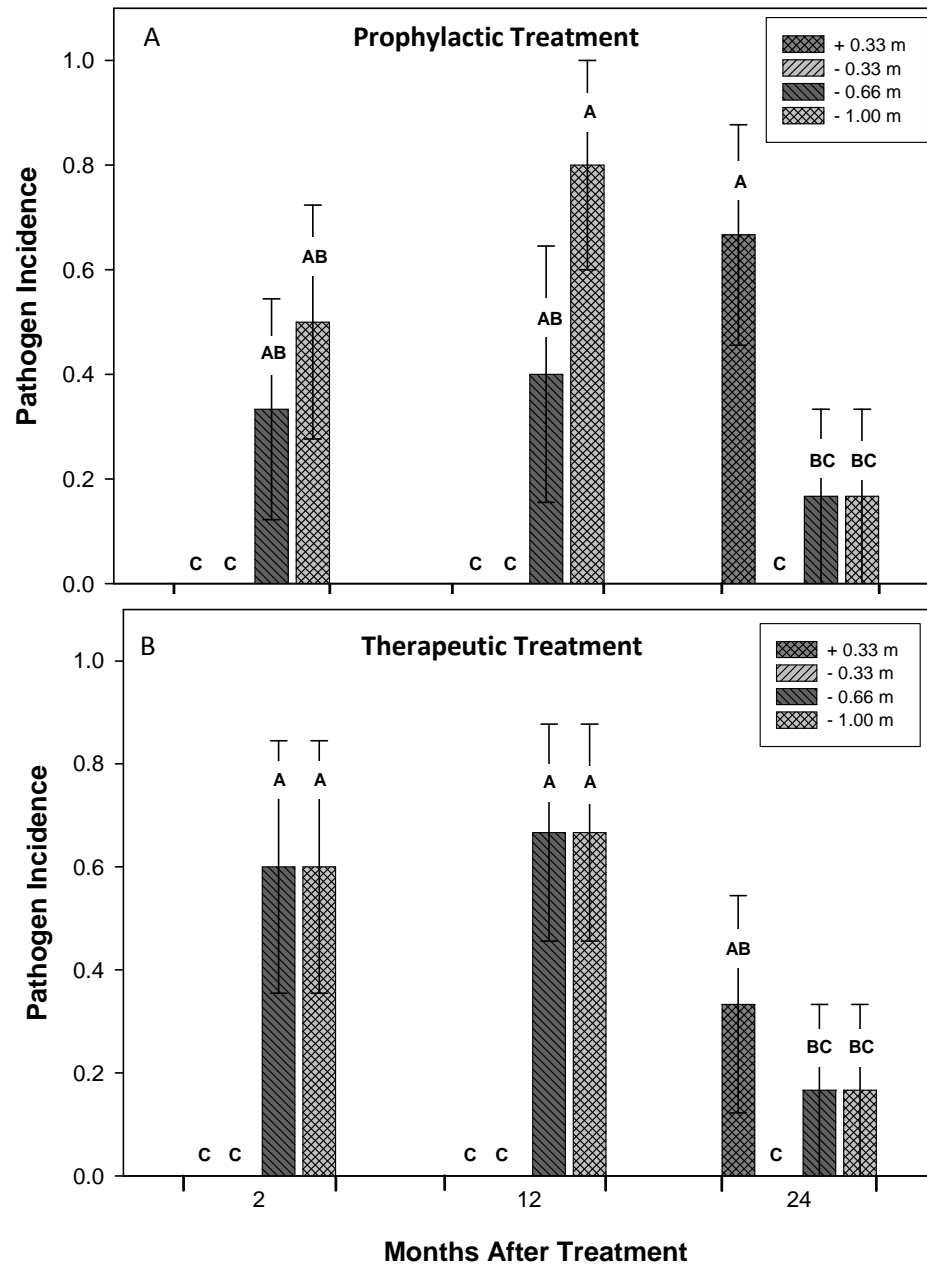 A
Prophylactic Treatment
+ 0.33 m
- 0.33 m
- 0.66 m
- 1.00 m
Pathogen Incidence
1.0
0.8
0.6
0.4
0.2
0.0
C C AB AB
C C AB A
A C BC BC
B
Therapeutic Treatment
+ 0.33 m
- 0.33 m
- 0.66 m
- 1.00 m
Pathogen Incidence
1.0
0.8
0.6
0.4
0.2
0.0
C C A A
C C A A
AB C BC BC
2 12 24
Months After Treatment